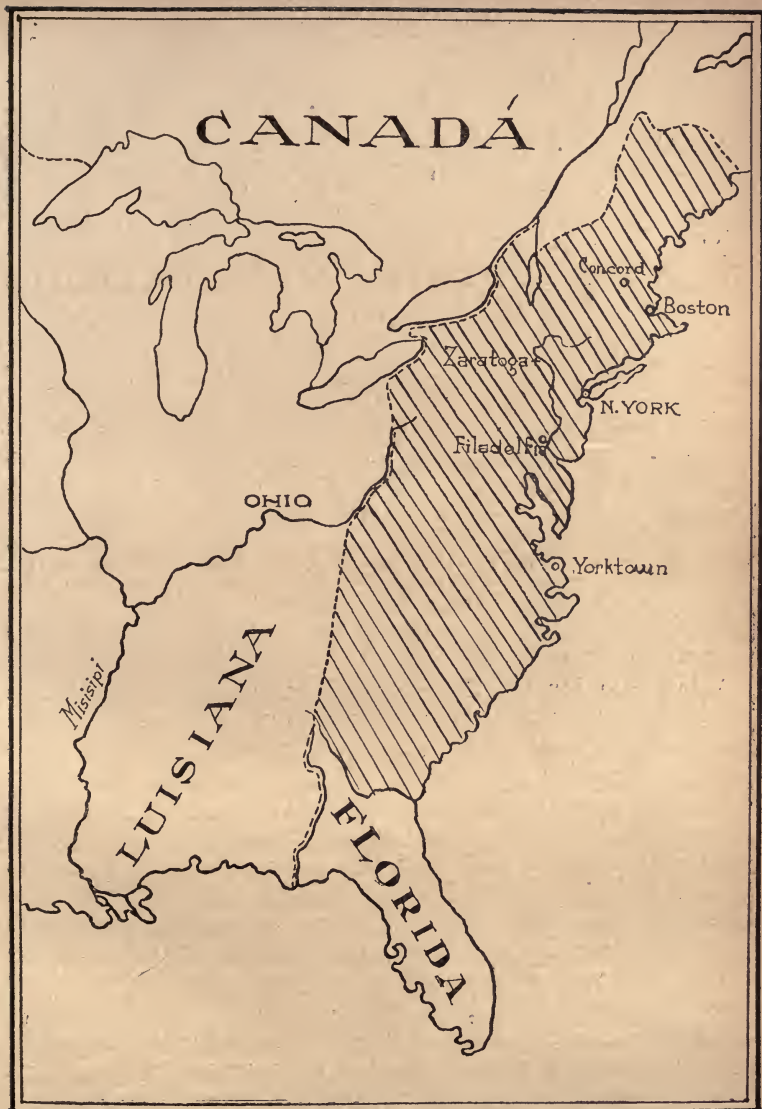 CANADÁ
Concord
Boston
Zaratoga
N. YORK
Filadelfia
OHIO
Yorktown
Misisipi
LUISIANA
FLORIDA